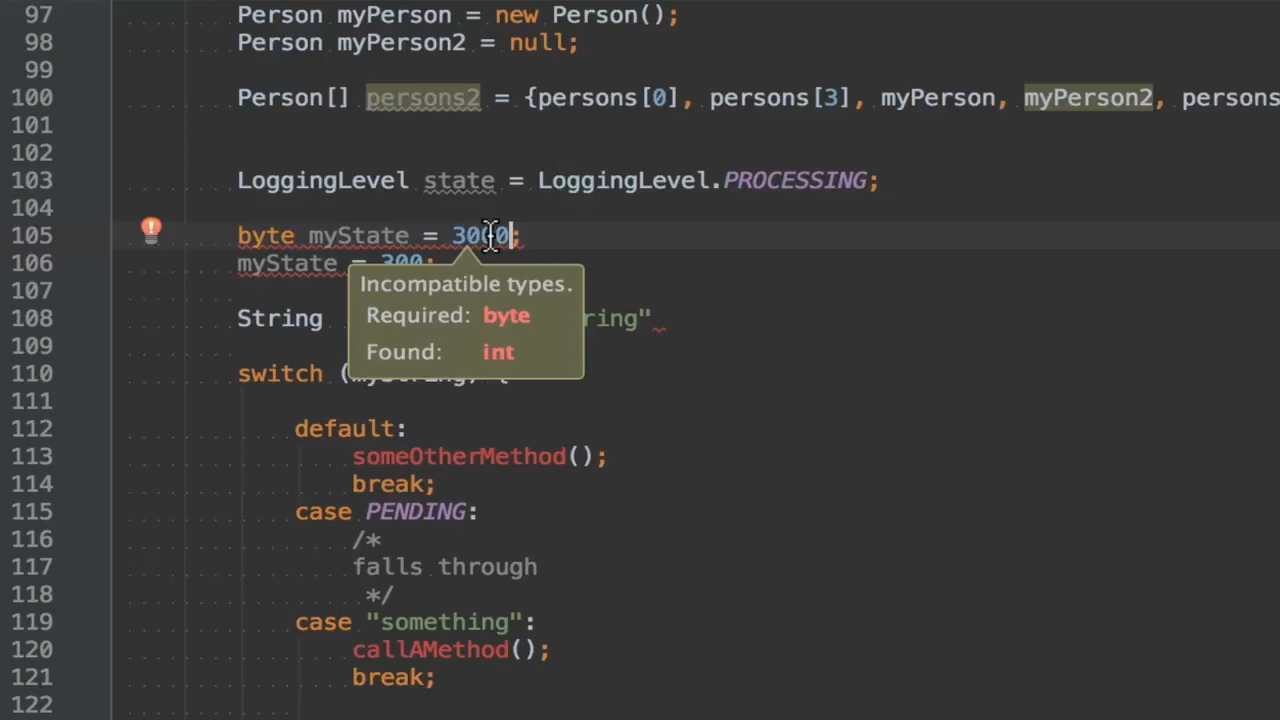 97 Person myPerson = new Person();
98 Person myPerson2 = null;
99
100 Person[] persons2 = {persons[0], persons[3], myPerson, myPerson2, persons
101
102
103 LoggingLevel state = LoggingLevel.PROCESSING;
104
105 byte myState = 3000;
106 myState = 300;
Incompatible types.
Required: byte
Found: int
107
108 String ring"
109
110 switch (myString) {
111
112 default:
113 someOtherMethod();
114 break;
115 case PENDING:
116 /*
117 falls through
118 */
119 case "something":
120 callAMethod();
121 break;
122